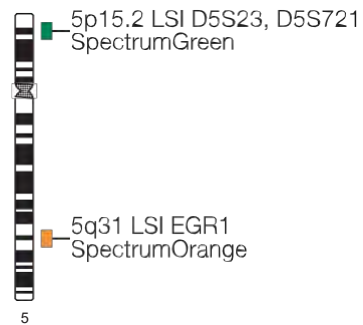 5p15.2 LSI D5S23, D5S721
SpectrumGreen
5q31 LSI EGR1
SpectrumOrange
5